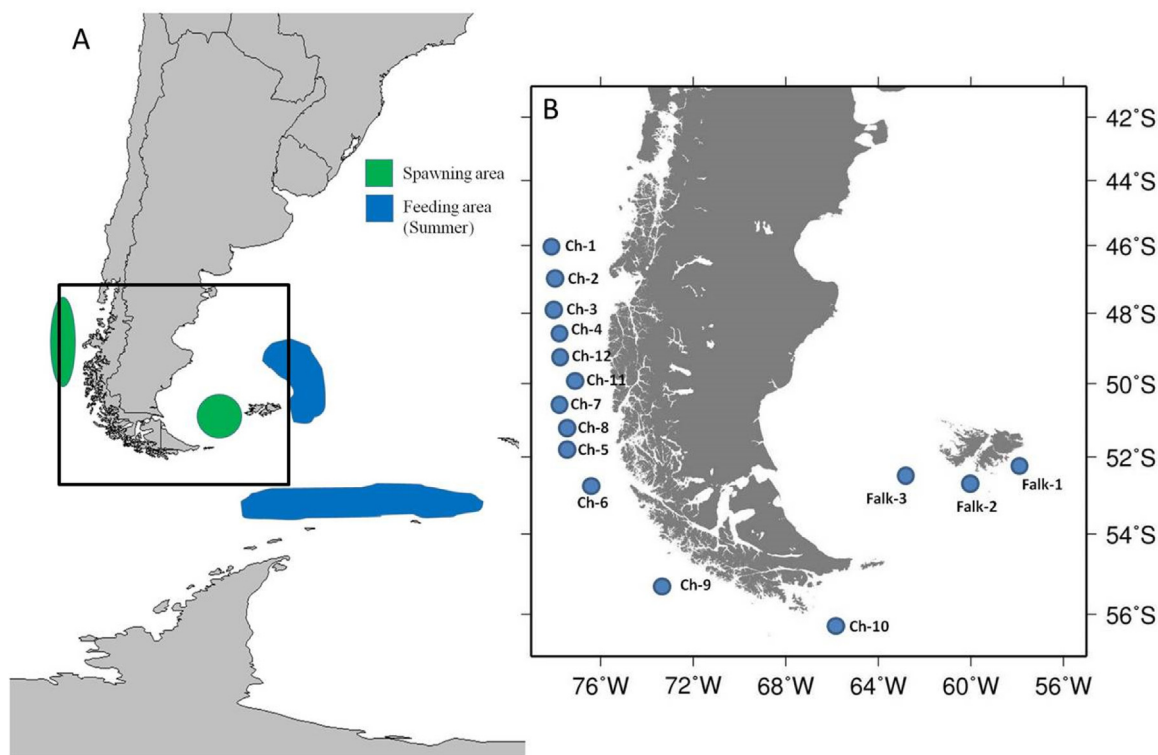 A
Spawning area
Feeding area
(Summer)
B
Ch-1
Ch-2
Ch-3
Ch-4
Ch-12
Ch-11
Ch-7
Ch-8
Ch-5
Ch-6
Ch-9
Ch-10
Falk-3
Falk-2
Falk-1
42°S
44°S
46°S
48°S
50°S
52°S
54°S
56°S
76°W 72°W 68°W 64°W 60°W 56°W